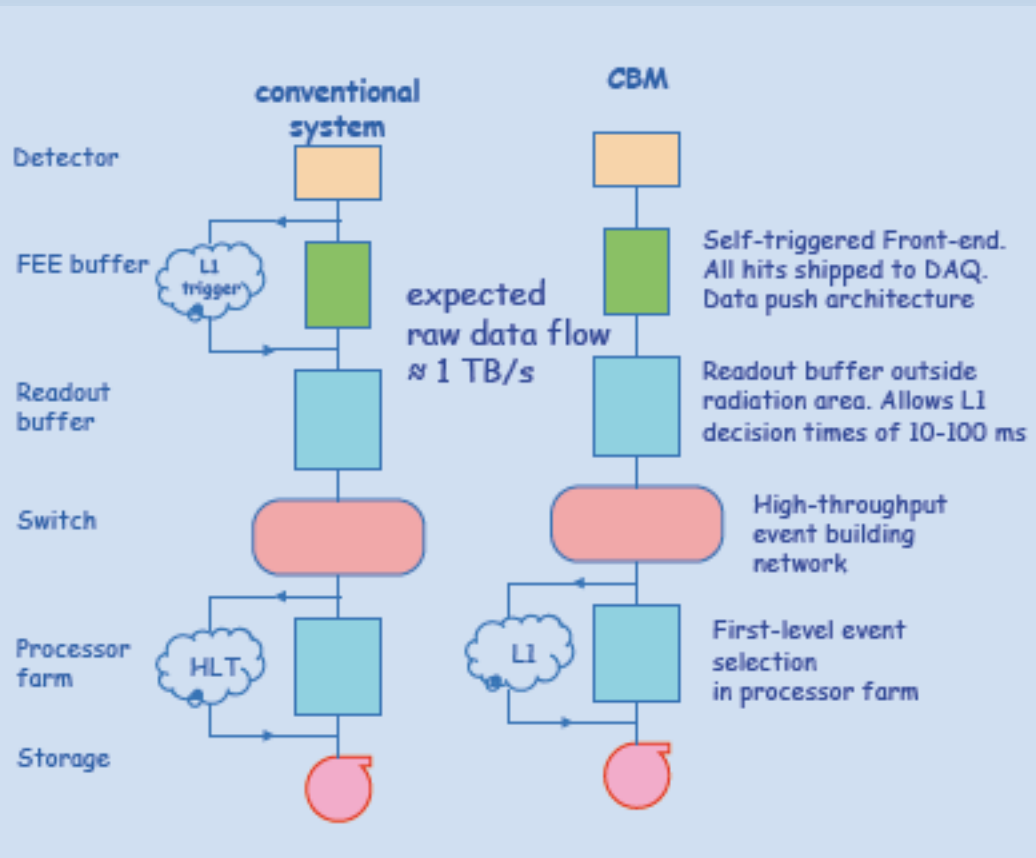 conventional
system
CBM
Detector
FEE buffer
L1
trigger
expected
raw data flow
≈ 1 TB/s
Self-triggered Front-end.
All hits shipped to DAQ.
Data push architecture
Readout
buffer
Readout buffer outside
radiation area. Allows L1
decision times of 10-100 ms
Switch
High-throughput
event building
network
Processor
farm
HLT
L1
First-level event
selection
in processor farm
Storage